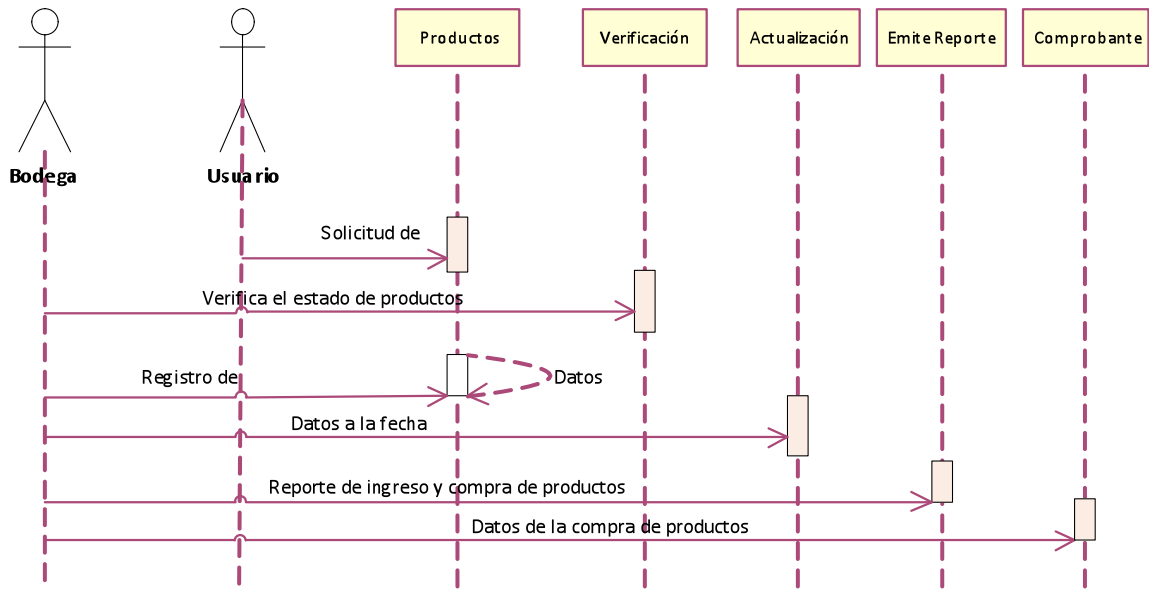 Productos
Verificación
Actualización
Emite Reporte
Comprobante
Bodega
Usuario
Solicitud de
Verifica el estado de productos
Registro de
Datos
Datos a la fecha
Reporte de ingreso y compra de productos
Datos de la compra de productos